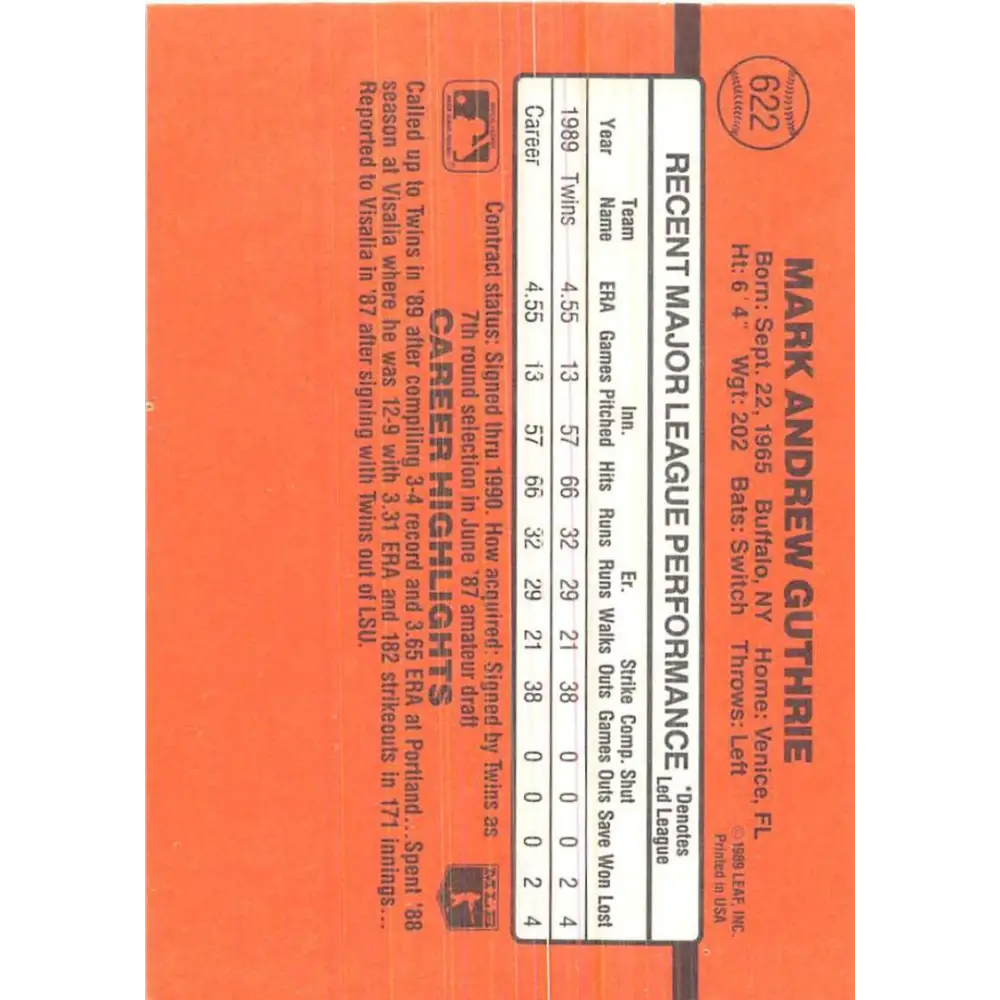 622
MARK ANDREW GUTHRIE
Born: Sept. 22, 1965 Buffalo, NY Home: Venice, FL
Ht: 6' 4" Wgt: 202 Bats: Switch Throws: Left
© 1989 LEAF, INC.
Printed in USA
RECENT MAJOR LEAGUE PERFORMANCE *Denotes Led League
Team Inn. Er. Strike Comp. Shut
Year Name ERA Games Pitched Hits Runs Runs Walks Outs Games Outs Save Won Lost
1989 Twins 4.55 13 57 66 32 29 21 38 0 0 0 2 4
Career 4.55 13 57 66 32 29 21 38 0 0 0 2 4
Contract status: Signed thru 1990. How acquired: Signed by Twins as
7th round selection in June '87 amateur draft
MLB
CAREER HIGHLIGHTS
Called up to Twins in '89 after compiling 3-4 record and 3.65 ERA at Portland...Spent '88
season at Visalia where he was 12-9 with 3.31 ERA and 182 strikeouts in 171 innings...
Reported to Visalia in '87 after signing with Twins out of LSU.